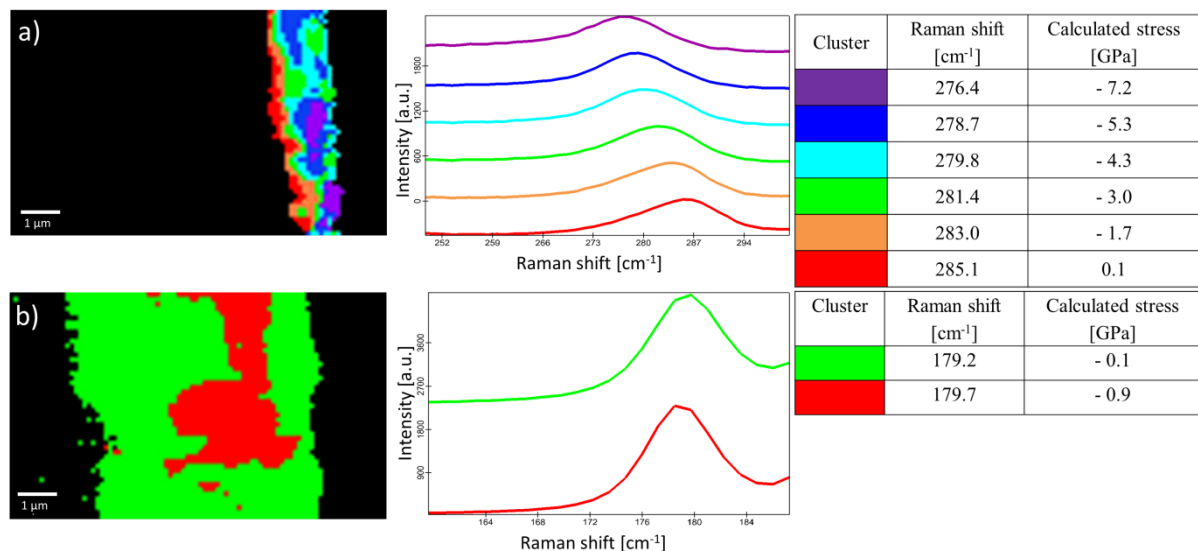 a)
1 μm
Intensity [a.u.]
1800
1200
600
0
252 259 266 273 280 287 294
Raman shift [cm-1]
Cluster Raman shift [cm-1] Calculated stress [GPa]
276.4 - 7.2
278.7 - 5.3
279.8 - 4.3
281.4 - 3.0
283.0 - 1.7
285.1 0.1
b)
1 μm
Intensity [a.u.]
3600
2700
1800
900
164 168 172 176 180 184
Raman shift [cm-1]
Cluster Raman shift [cm-1] Calculated stress [GPa]
179.2 - 0.1
179.7 - 0.9